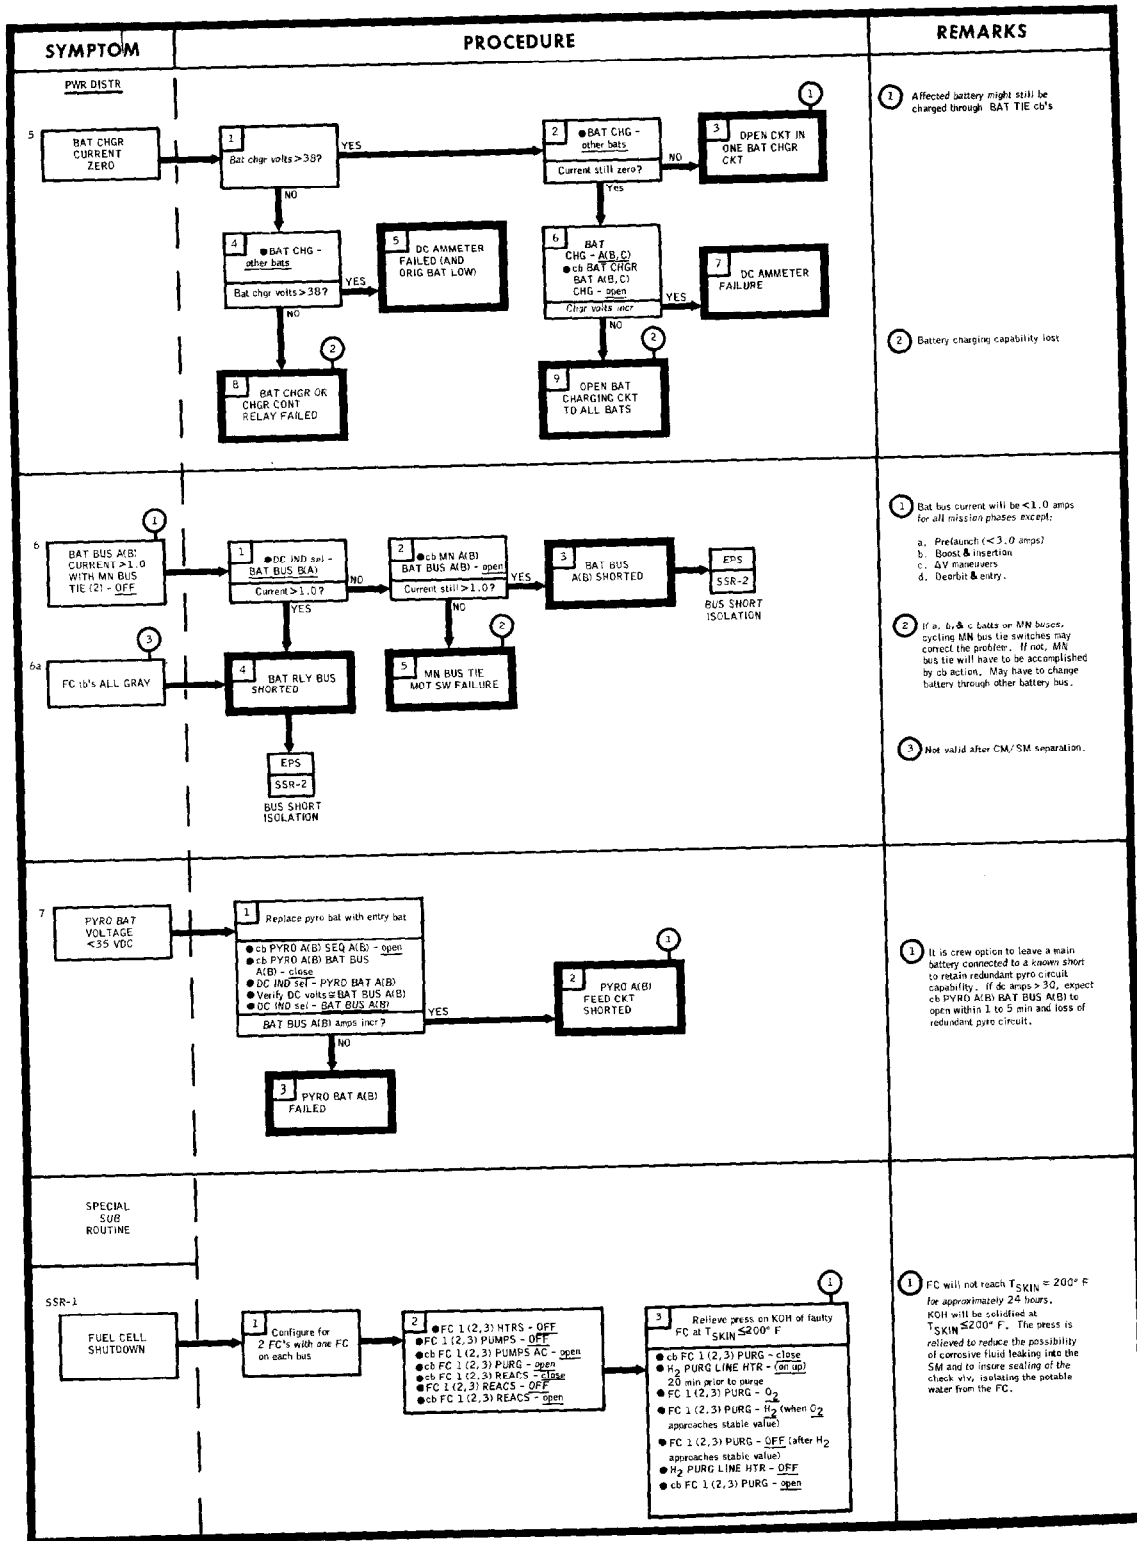 SYMPTOM
PROCEDURE
REMARKS
PWR DISTR
5
BAT CHGR
CURRENT
ZERO
1
Bat chgr volts >38?
YES
NO
2
●BAT CHG -
other bats
Current still zero?
NO
Yes
1
3
OPEN CKT IN
ONE BAT CHGR
CKT
4
●BAT CHG -
other bats
Bat chgr volts >38?
YES
NO
5
DC AMMETER
FAILED (AND
ORIG BAT LOW)
6
BAT
CHG - A(B,C)
●cb BAT CHGR
BAT A(B,C)
CHG - open
Chgr volts incr
YES
NO
7
DC AMMETER
FAILURE
2
8
BAT CHGR OR
CHGR CONT
RELAY FAILED
2
9
OPEN BAT
CHARGING CKT
TO ALL BATS
1
Affected battery might still be
charged through BAT TIE cb's
2
Battery charging capability lost
6
1
BAT BUS A(B)
CURRENT >1.0
WITH MN BUS
TIE (2) - OFF
1
●DC IND sel -
BAT BUS B(A)
Current >1.0?
NO
YES
2
●cb MN A(B)
BAT BUS A(B) - open
Current still >1.0?
YES
NO
3
BAT BUS
A(B) SHORTED
EPS
SSR-2
BUS SHORT
ISOLATION
6a
3
FC tb's ALL GRAY
4
BAT RLY BUS
SHORTED
2
5
MN BUS TIE
MOT SW FAILURE
EPS
SSR-2
BUS SHORT
ISOLATION
1
Bat bus current will be <1.0 amps
for all mission phases except:
a. Prelaunch (<3.0 amps)
b. Boost & insertion
c. ΔV maneuvers
d. Deorbit & entry.
2
If a, b, & c batts on MN buses,
cycling MN bus tie switches may
correct the problem. If not, MN
bus tie will have to be accomplished
by cb action. May have to change
battery through other battery bus.
3
Not valid after CM/SM separation.
7
PYRO BAT
VOLTAGE
<35 VDC
1
Replace pyro bat with entry bat
●cb PYRO A(B) SEQ A(B) - open
●cb PYRO A(B) BAT BUS
A(B) - close
●DC IND sel - PYRO BAT A(B)
●Verify DC volts ≅ BAT BUS A(B)
●DC IND sel - BAT BUS A(B)
BAT BUS A(B) amps incr?
YES
NO
1
2
PYRO A(B)
FEED CKT
SHORTED
3
PYRO BAT A(B)
FAILED
1
It is crew option to leave a main
battery connected to a known short
to retain redundant pyro circuit
capability. If dc amps > 30, expect
cb PYRO A(B) BAT BUS A(B) to
open within 1 to 5 min and loss of
redundant pyro circuit.
SPECIAL
SUB
ROUTINE
SSR-1
FUEL CELL
SHUTDOWN
1
Configure for
2 FC's with one FC
on each bus
2
●FC 1(2,3) HTRS - OFF
●FC 1(2,3) PUMPS - OFF
●cb FC 1(2,3) PUMPS AC - open
●cb FC 1(2,3) PURG - open
●cb FC 1(2,3) REACS - close
●FC 1(2,3) REACS - OFF
●cb FC 1(2,3) REACS - open
1
3
Relieve press on KOH of faulty
FC at TSKIN ≤200° F
●cb FC 1(2,3) PURG - close
●H2 PURG LINE HTR - (on up)
20 min prior to purge
●FC 1(2,3) PURG - O2
●FC 1(2,3) PURG - H2 (when O2
approaches stable value)
●FC 1(2,3) PURG - OFF (after H2
approaches stable value)
●H2 PURG LINE HTR - OFF
●cb FC 1(2,3) PURG - open
1
FC will not reach TSKIN = 200° F
for approximately 24 hours.
KOH will be solidified at
TSKIN ≤200° F. The press is
relieved to reduce the possibility
of corrosive fluid leaking into the
SM and to insure sealing of the
check vlv, isolating the potable
water from the FC.